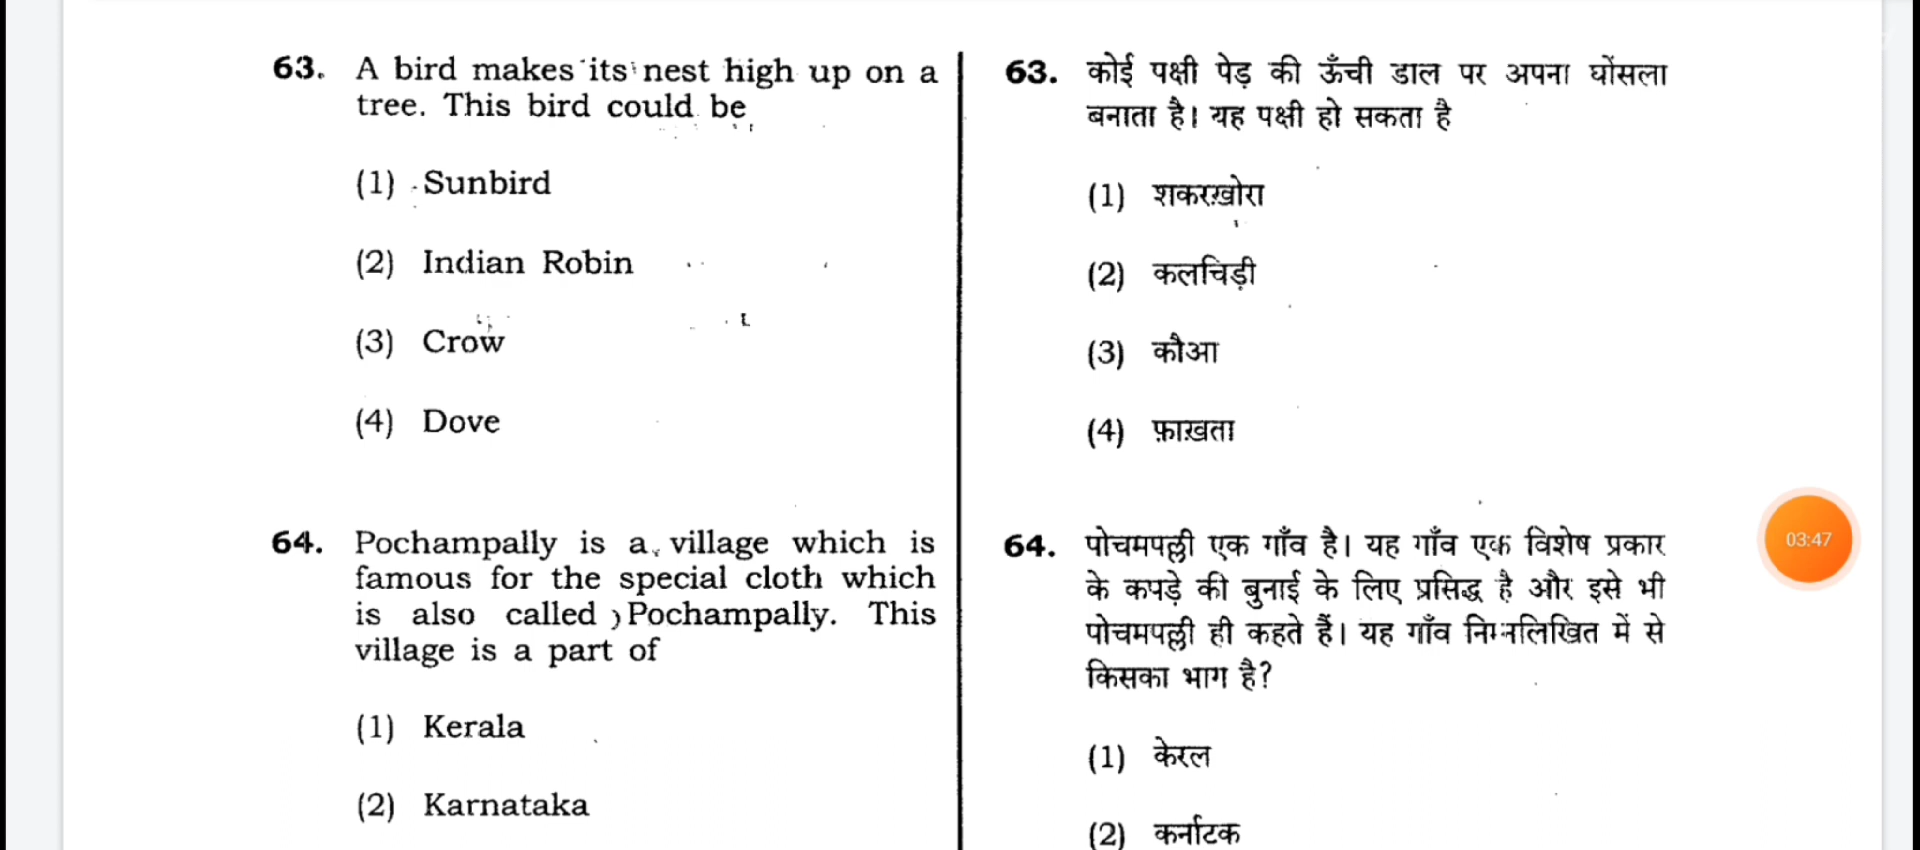 63. A bird makes its nest high up on a
tree. This bird could be
(1) Sunbird
(2) Indian Robin
(3) Crow
(4) Dove
64. Pochampally is a village which is
famous for the special cloth which
is also called Pochampally. This
village is a part of
(1) Kerala
(2) Karnataka
63. कोई पक्षी पेड़ की ऊँची डाल पर अपना घोंसला
बनाता है। यह पक्षी हो सकता है
(1) शकरख़ोरा
(2) कलचिड़ी
(3) कौआ
(4) फ़ाख़ता
64. पोचमपल्ली एक गाँव है। यह गाँव एक विशेष प्रकार
के कपड़े की बुनाई के लिए प्रसिद्ध है और इसे भी
पोचमपल्ली ही कहते हैं। यह गाँव निम्नलिखित में से
किसका भाग है?
(1) केरल
(2) कर्नाटक
03:47